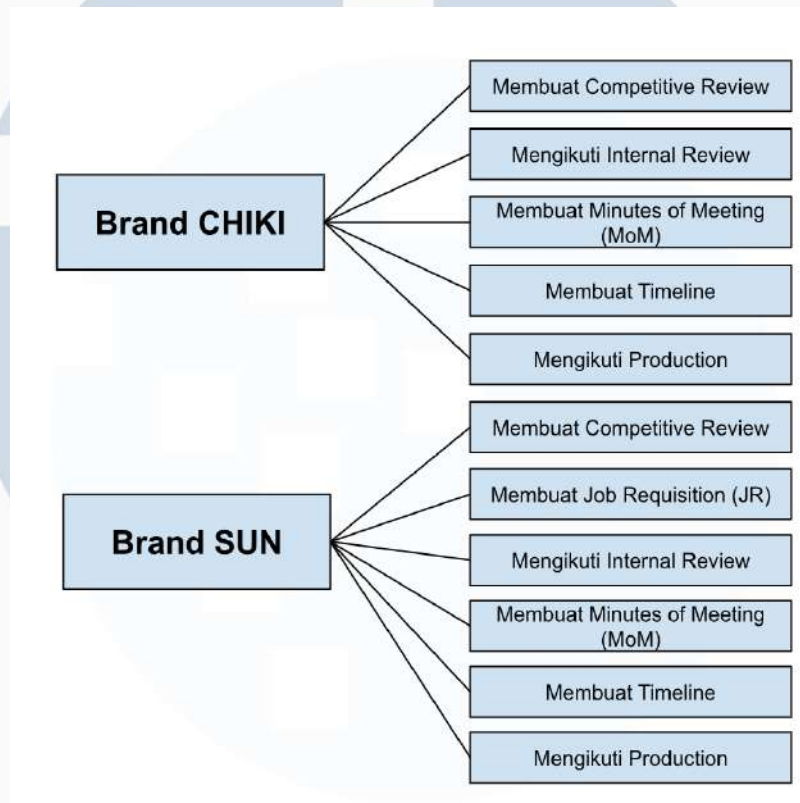 Brand CHIKI
Membuat Competitive Review
Mengikuti Internal Review
Membuat Minutes of Meeting
(MoM)
Membuat Timeline
Mengikuti Production
Brand SUN
Membuat Competitive Review
Membuat Job Requisition (JR)
Mengikuti Internal Review
Membuat Minutes of Meeting
(MoM)
Membuat Timeline
Mengikuti Production